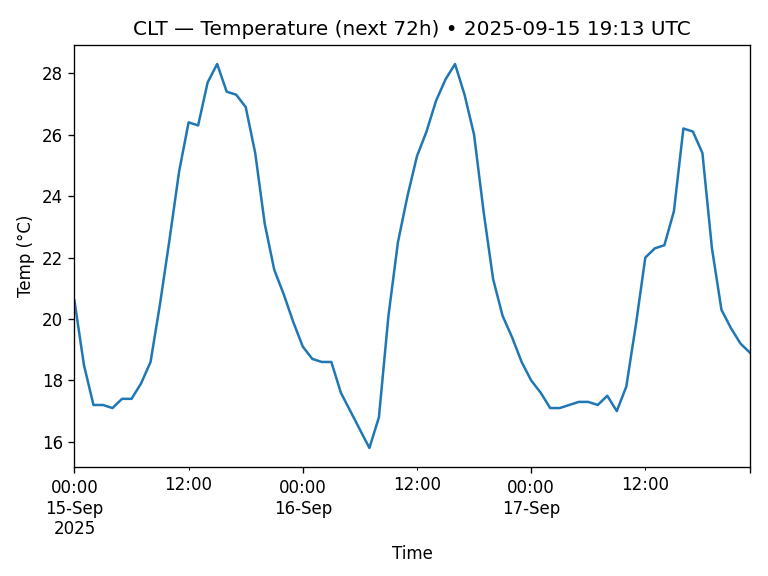 CLT — Temperature (next 72h) • 2025-09-15 19:13 UTC
Temp (°C)
28
26
24
22
20
18
16
00:00 12:00 00:00 12:00 00:00 12:00
15-Sep 16-Sep 17-Sep
2025
Time